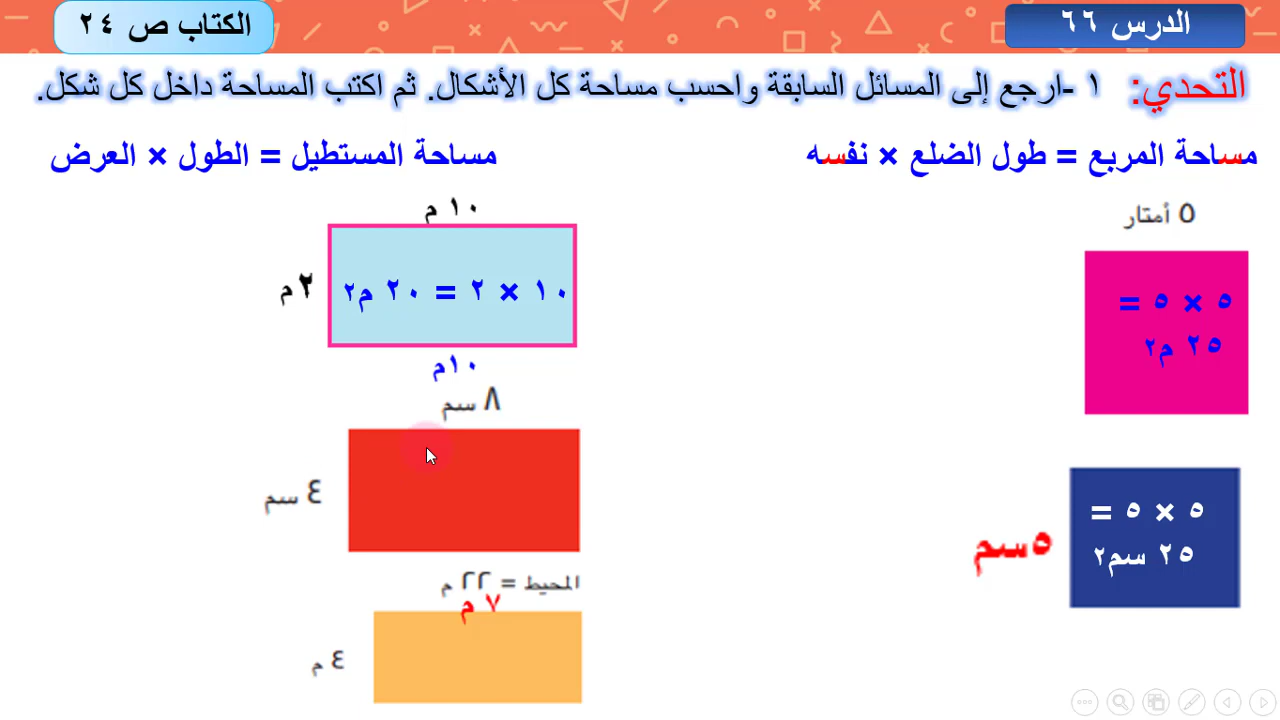 الدرس ٦٦
الكتاب ص ٢٤
التحدي: ١ -ارجع إلى المسائل السابقة واحسب مساحة كل الأشكال. ثم اكتب المساحة داخل كل شكل.
مساحة المربع = طول الضلع × نفسه
مساحة المستطيل = الطول × العرض
٥ أمتار
٥ × ٥ =
٢٥ م٢
٥ × ٥ =
٢٥ سم٢
٥سم
١٠ م
٢م
١٠ × ٢ = ٢٠ م٢
١٠م
٨ سم
٤ سم
المحيط = ٢٢ م
٧ م
٤ م